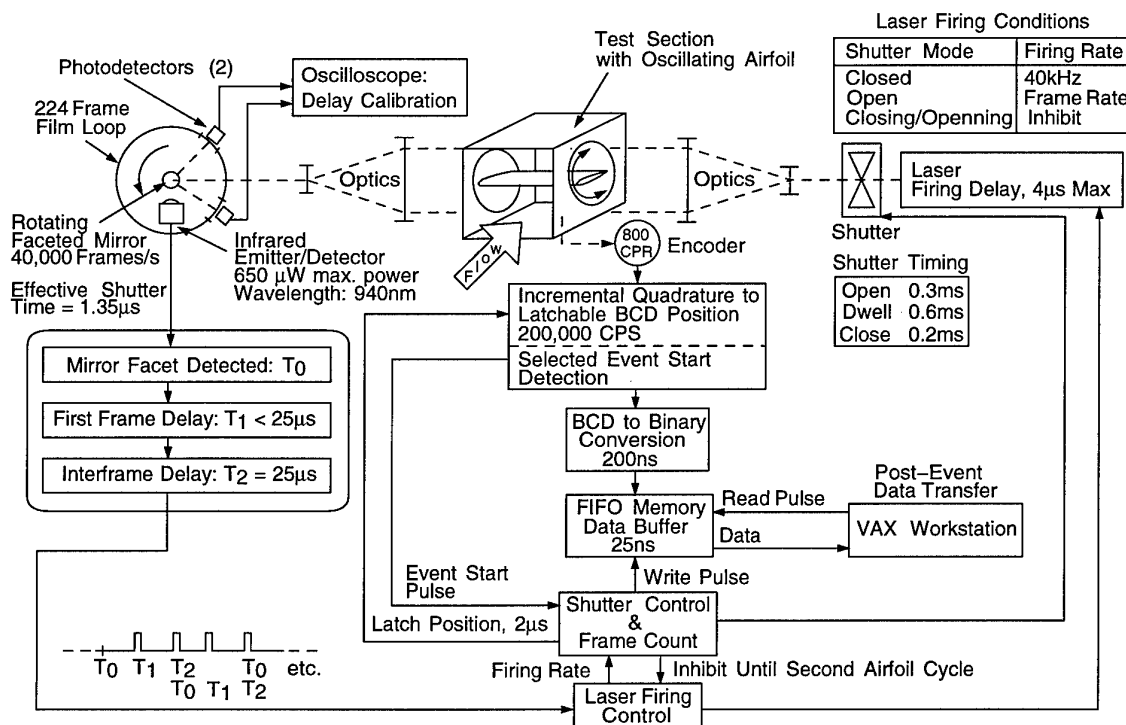 Laser Firing Conditions
Shutter Mode Firing Rate
Closed 40kHz
Open Frame Rate
Closing/Openning Inhibit
Test Section
with Oscillating Airfoil
Photodetectors (2)
Oscilloscope:
Delay Calibration
224 Frame
Film Loop
Optics
Optics
Laser
Firing Delay, 4µs Max
Rotating
Faceted Mirror
40,000 Frames/s
Infrared
Emitter/Detector
650 µW max. power
Wavelength: 940nm
Flow
800
CPR
Encoder
Shutter
Effective Shutter
Time = 1.35µs
Shutter Timing
Open 0.3ms
Dwell 0.6ms
Close 0.2ms
Incremental Quadrature to
Latchable BCD Position
200,000 CPS
Selected Event Start
Detection
Mirror Facet Detected: T0
First Frame Delay: T1 < 25µs
Interframe Delay: T2 = 25µs
BCD to Binary
Conversion
200ns
Post-Event
Data Transfer
FIFO Memory
Data Buffer
25ns
Read Pulse
Data
VAX Workstation
Write Pulse
Event Start
Pulse
Latch Position, 2µs
Shutter Control
&
Frame Count
Firing Rate
Inhibit Until Second Airfoil Cycle
Laser Firing
Control
T0 T1 T2 T0 etc.
T0 T1 T2